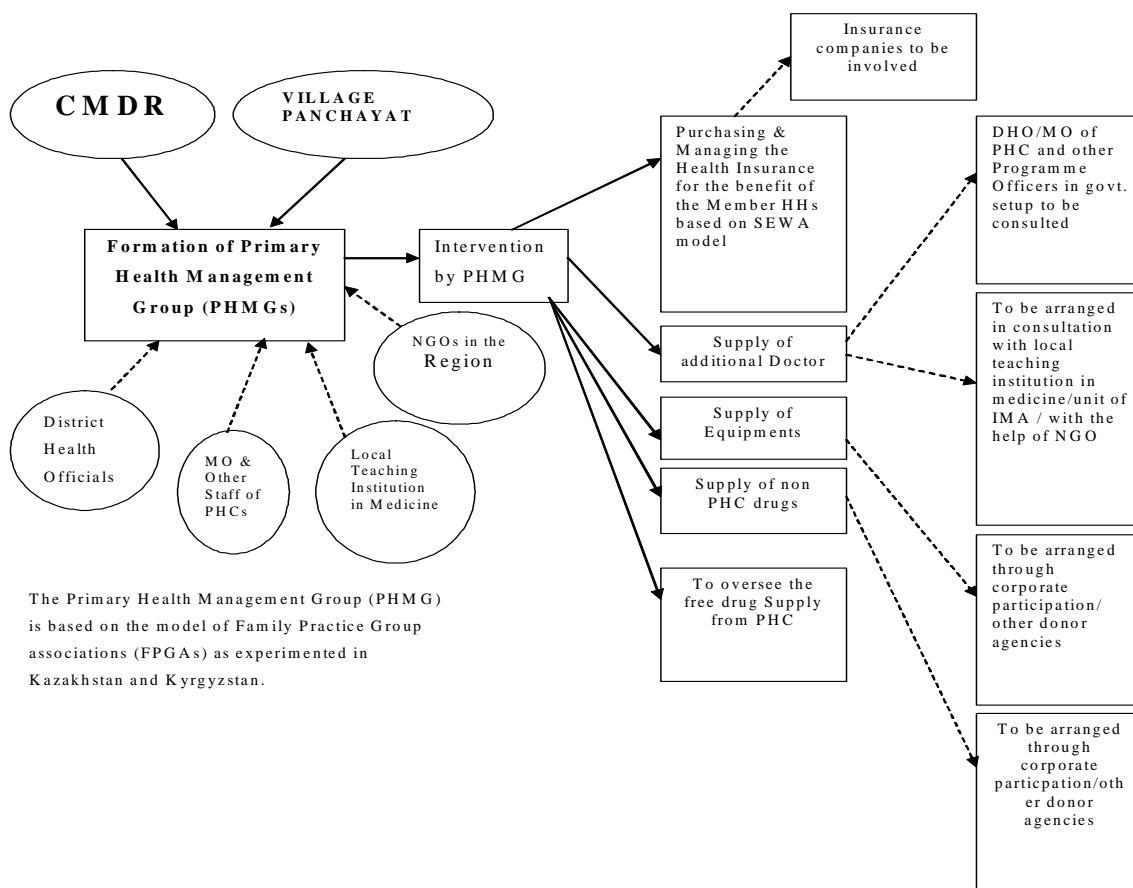 Insurance
companies to be
involved
CMDR
VILLAGE
PANCHAYAT
Purchasing &
Managing the
Health Insurance
for the benefit of
the Member HHs
based on SEWA
model
DHO/MO of
PHC and other
Programme
Officers in govt.
setup to be
consulted
Formation of Primary
Health Management
Group (PHMGs)
Intervention
by PHMG
To be arranged
in consultation
with local
teaching
institution in
medicine/unit of
IMA / with the
help of NGO
NGOs in the
Region
Supply of
additional Doctor
District
Health
Officials
MO &
Other
Staff of
PHCs
Local
Teaching
Institution
in Medicine
Supply of
Equipments
Supply of non
PHC drugs
To be arranged
through
corporate
participation/
other donor
agencies
To oversee the
free drug Supply
from PHC
The Primary Health Management Group (PHMG)
is based on the model of Family Practice Group
associations (FPGAs) as experimented in
Kazakhstan and Kyrgyzstan.
To be arranged
through
corporate
particpation/oth
er donor
agencies